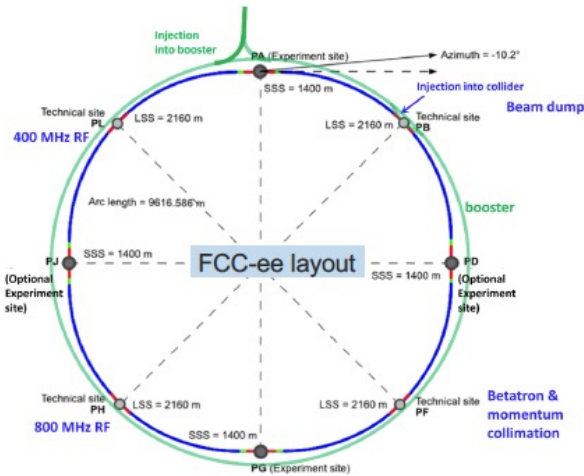 Injection
into booster
PA (Experiment site)
Azimuth = -10.2°
SSS = 1400 m
Injection into collider
Beam dump
Technical site
PL
LSS = 2160 m
400 MHz RF
LSS = 2160 m
Technical site
PB
Arc length = 9616.586 m
booster
PJ
SSS = 1400 m
(Optional
Experiment
site)
FCC-ee layout
SSS = 1400 m
PD
(Optional
Experiment
site)
Technical site
PH
LSS = 2160 m
800 MHz RF
LSS = 2160 m
Technical site
PF
Betatron &
momentum
collimation
SSS = 1400 m
PG (Experiment site)